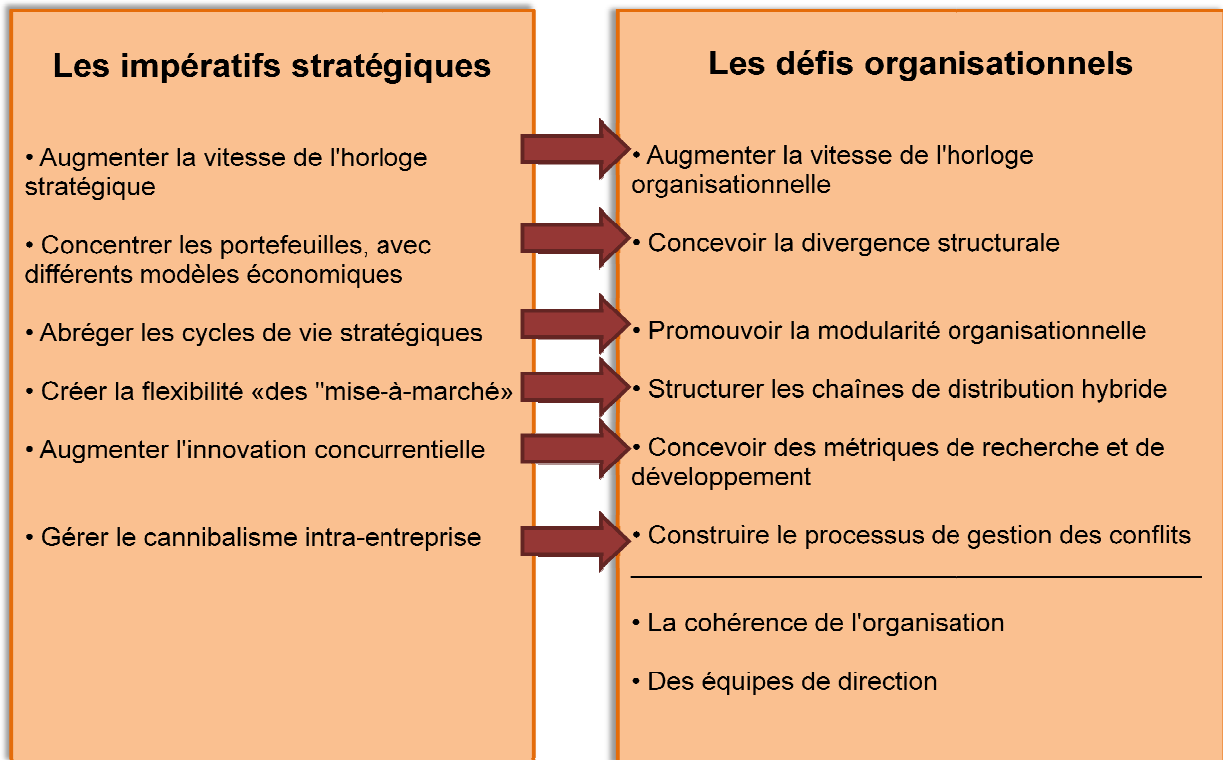 Les impératifs stratégiques
• Augmenter la vitesse de l'horloge
stratégique
• Concentrer les portefeuilles, avec
différents modèles économiques
• Abréger les cycles de vie stratégiques
• Créer la flexibilité «des "mise-à-marché»
• Augmenter l'innovation concurrentielle
• Gérer le cannibalisme intra-entreprise
Les défis organisationnels
• Augmenter la vitesse de l'horloge
organisationnelle
• Concevoir la divergence structurale
• Promouvoir la modularité organisationnelle
• Structurer les chaînes de distribution hybride
• Concevoir des métriques de recherche et de
développement
• Construire le processus de gestion des conflits
• La cohérence de l'organisation
• Des équipes de direction